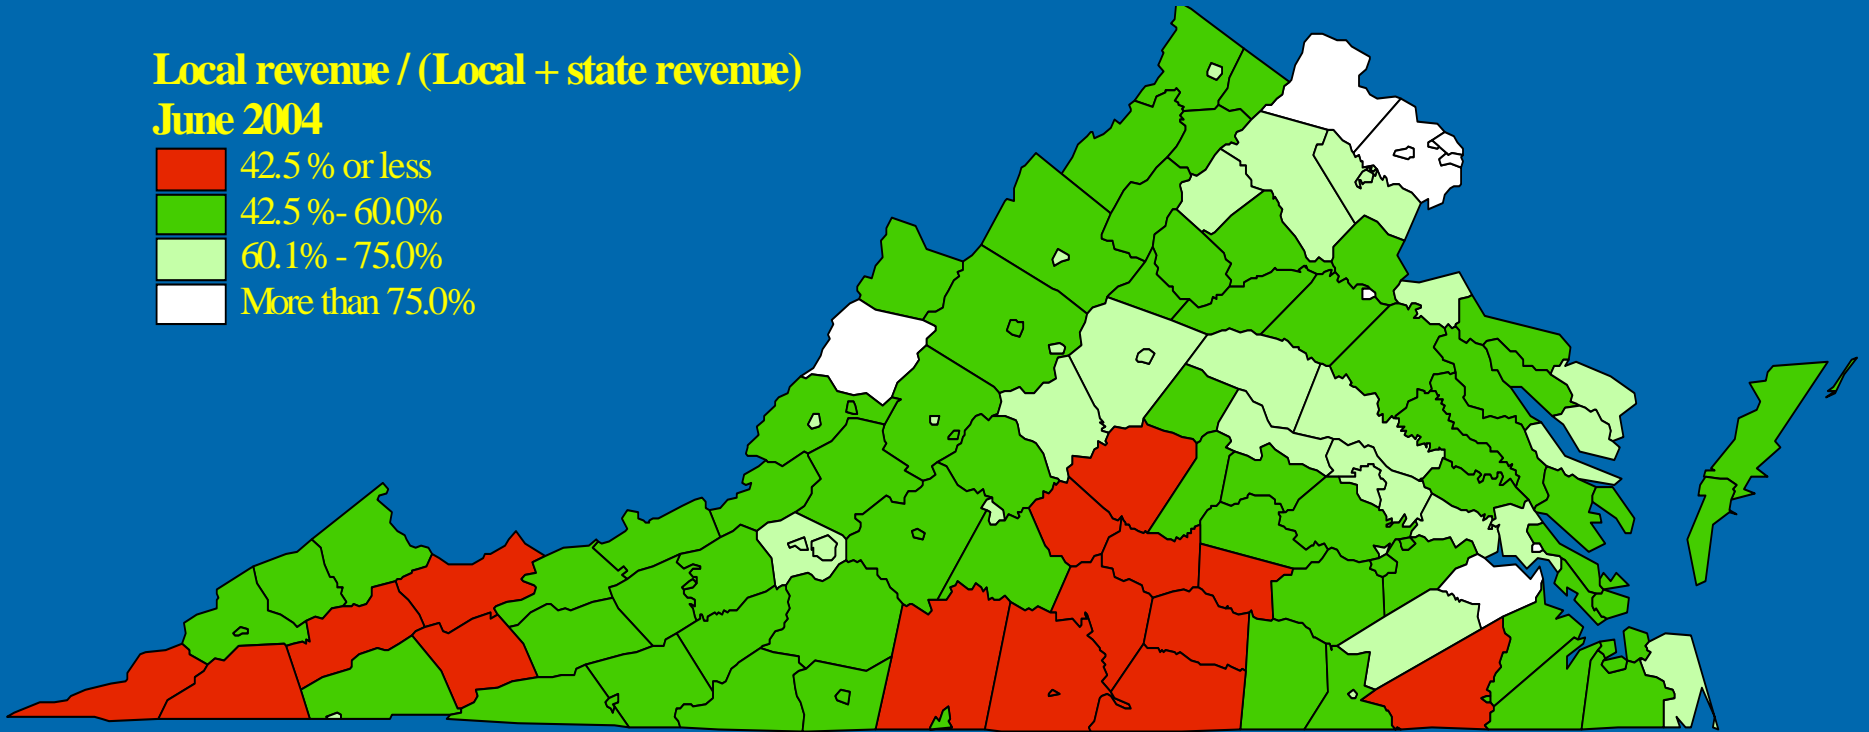 Local revenue / (Local + state revenue)
June 2004
42.5 % or less
42.5 %- 60.0%
60.1% - 75.0%
More than 75.0%